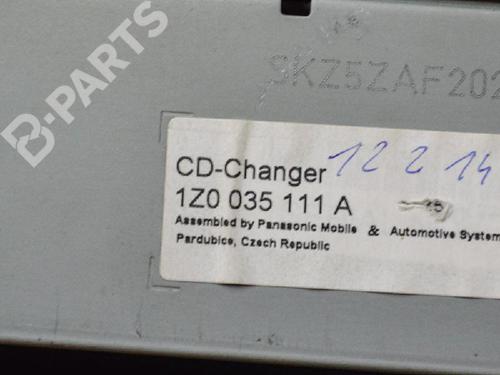 B-PARTS
SKZ5ZAF202
12 2 14
CD-Changer
1Z0 035 111 A
Assembled by Panasonic Mobile & Automotive System
Pardubice, Czech Republic